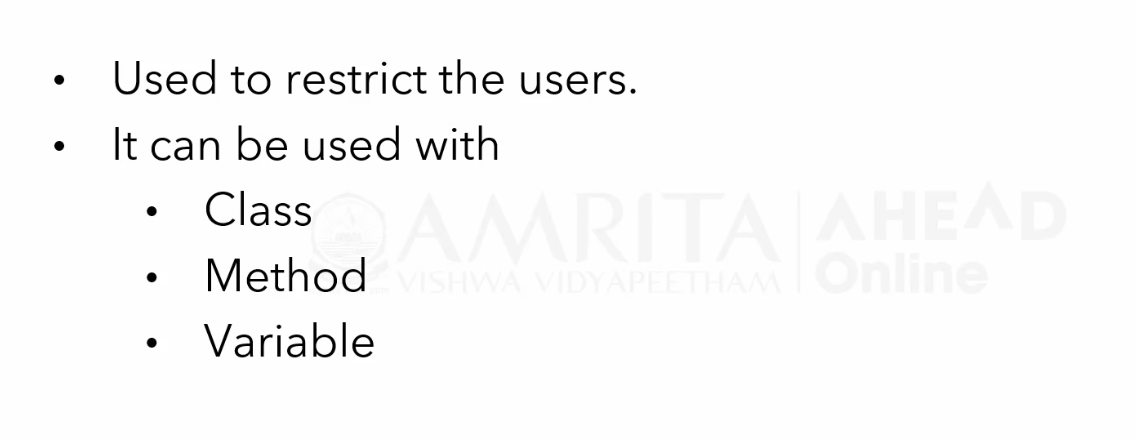 • Used to restrict the users.
• It can be used with
• Class
• Method
• Variable
AMRITA
VISHWA VIDYAPEETHAM
AHEAD
Online